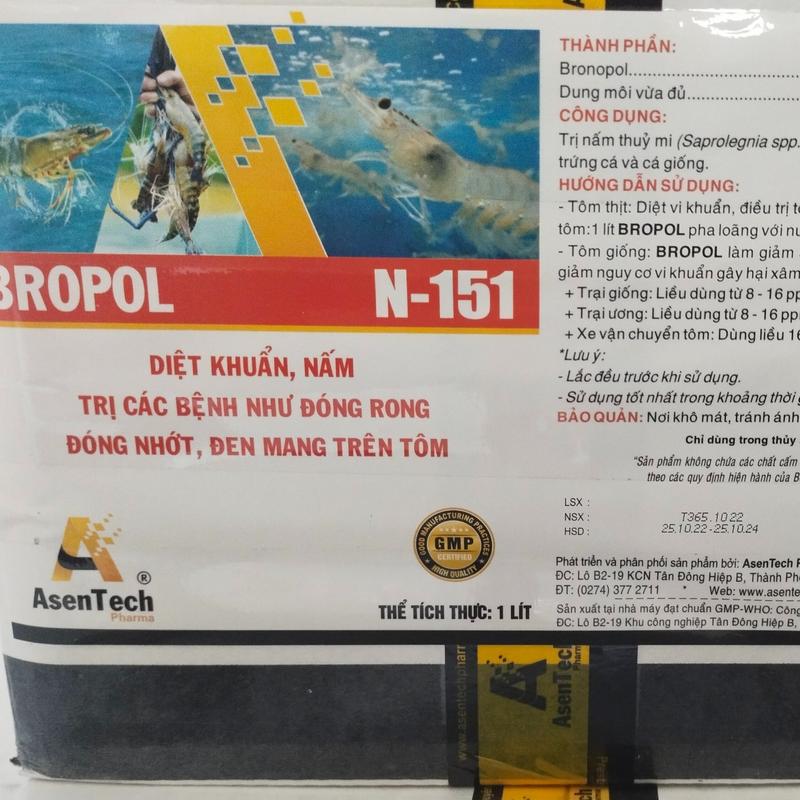 BROPOL
N-151
DIỆT KHUẨN, NẤM
TRỊ CÁC BỆNH NHƯ ĐÓNG RONG
ĐÓNG NHỚT, ĐEN MANG TRÊN TÔM
AsenTech ®
Pharma
GOOD MANUFACTURING PRACTICES
GMP
CERTIFIED
HIGH QUALITY
THỂ TÍCH THỰC: 1 LÍT
THÀNH PHẦN:
Bronopol
Dung môi vừa đủ
CÔNG DỤNG:
Trị nấm thuỷ mi (Saprolegnia spp.
trứng cá và cá giống.
HƯỚNG DẪN SỬ DỤNG:
- Tôm thịt: Diệt vi khuẩn, điều trị
tôm:1 lít BROPOL pha loãng với
- Tôm giống: BROPOL làm giảm
giảm nguy cơ vi khuẩn gây hại xâm
+ Trại giống: Liều dùng từ 8 - 16
+ Trại ương: Liều dùng từ 8 - 16
+ Xe vận chuyển tôm: Dùng liều 16
*Lưu ý:
- Lắc đều trước khi sử dụng.
- Sử dụng tốt nhất trong khoảng thời
BẢO QUẢN: Nơi khô mát, tránh ánh
Chỉ dùng trong thủy
"Sản phẩm không chứa các chất cấm
theo các quy định hiện hành của
LSX :
NSX : T365.10.22
HSD : 25.10.22-25.10.24
Phát triển và phân phối sản phẩm bởi: AsenTech
ĐC: Lô B2-19 KCN Tân Đông Hiệp B, Thành
ĐT: (0274) 377 2711 * Web: www.asente
Sản xuất tại nhà máy đạt chuẩn GMP-WHO: Công
ĐC: Lô B2-19 Khu công nghiệp Tân Đông Hiệp B,
www.asentechpharm
AsenTech
Pharma